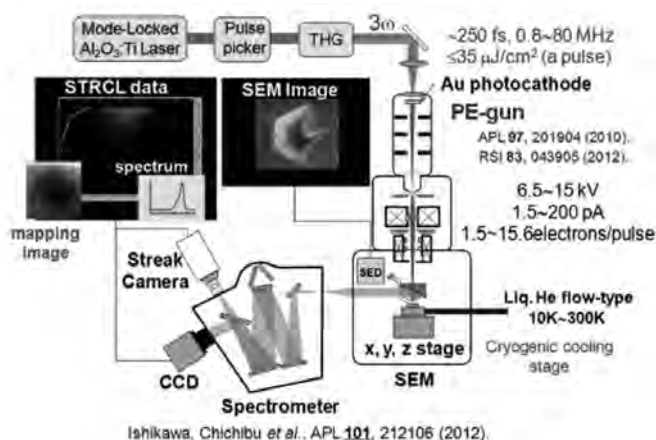 Mode-Locked
Al₂O₃:Ti Laser
Pulse
picker
THG
3ω
~250 fs, 0.8~80 MHz
≤35 μJ/cm² (a pulse)
Au photocathode
PE-gun
APL 97, 201904 (2010).
RSI 83, 043905 (2012).
STRCL data
SEM Image
spectrum
mapping
image
6.5~15 kV
1.5~200 pA
1.5~15.6electrons/pulse
Streak
Camera
SED
Liq. He flow-type
10K~300K
x, y, z stage
Cryogenic cooling
stage
CCD
SEM
Spectrometer
Ishikawa, Chichibu et al., APL 101, 212106 (2012).